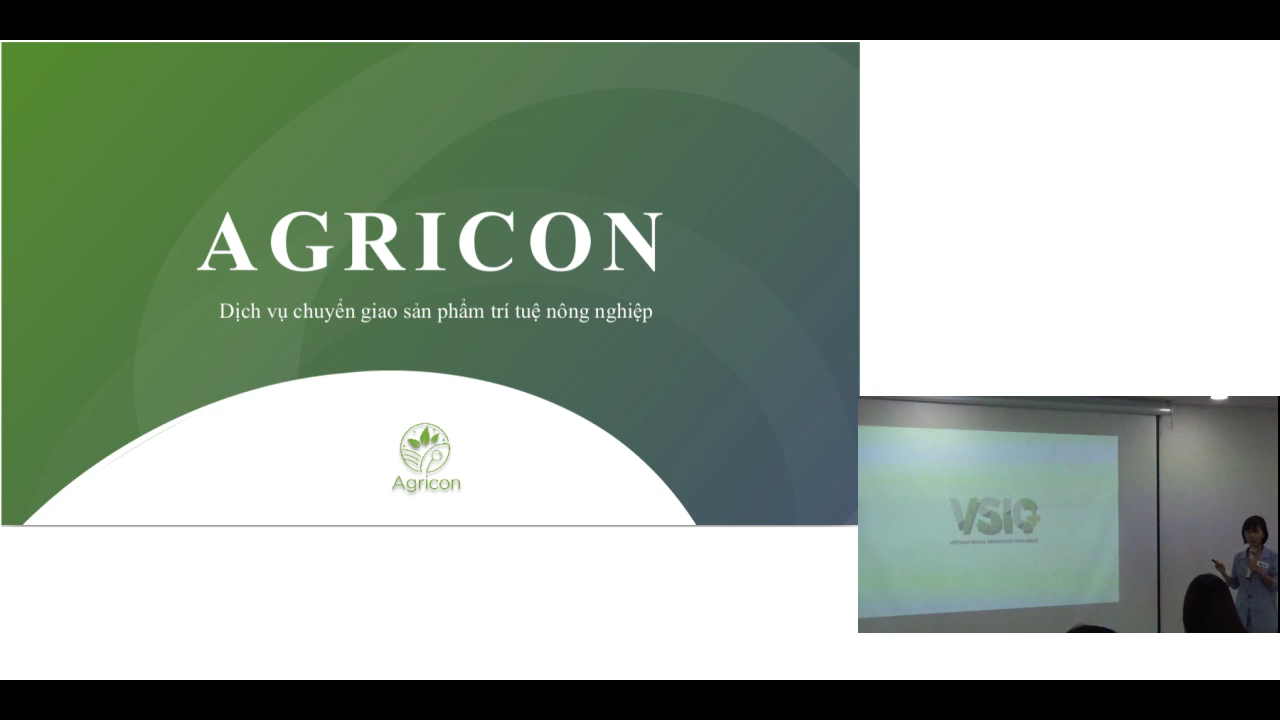 AGRICON
Dịch vụ chuyển giao sản phẩm trí tuệ nông nghiệp
Agricon
VSIC